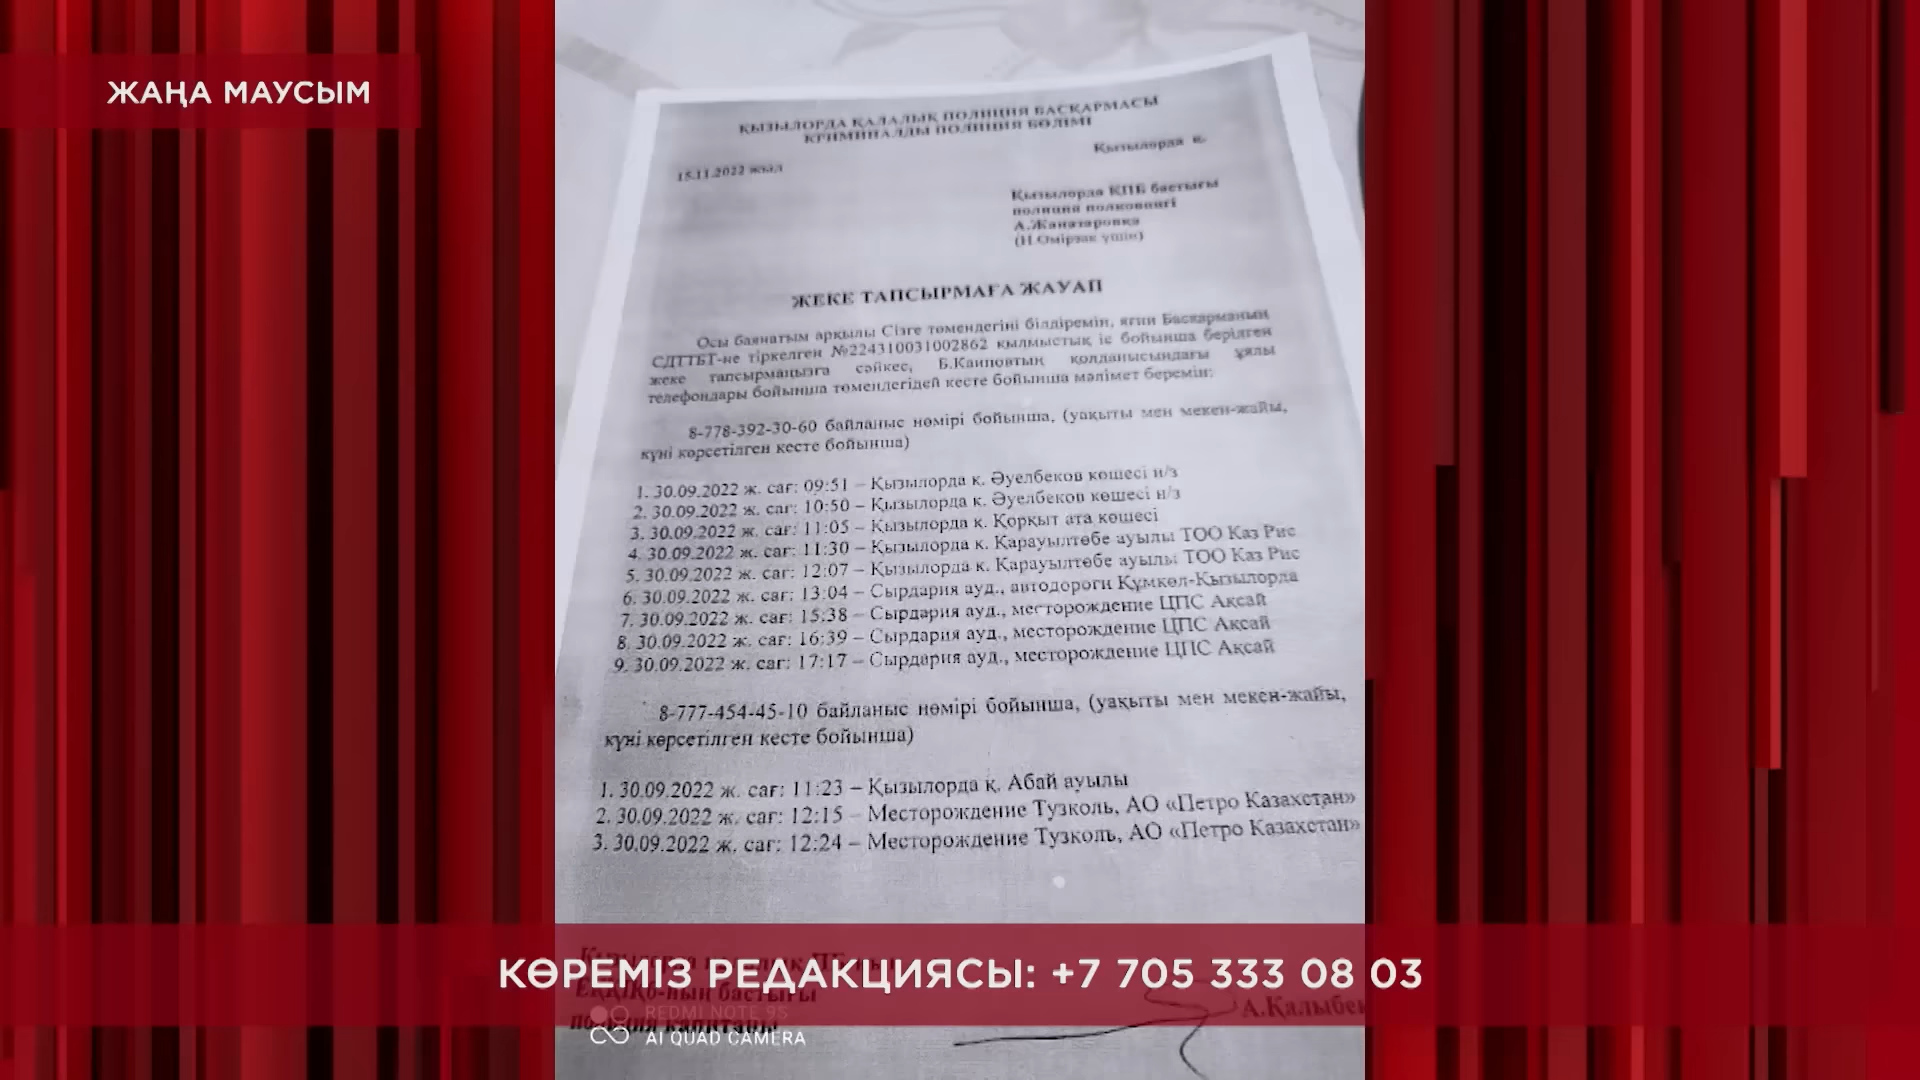 ЖАҢА МАУСЫМ
ҚЫЗЫЛОРДА ҚАЛАЛЫҚ ПОЛИЦИЯ БАСҚАРМАСЫ
КРИМИНАЛДЫ ПОЛИЦИЯ БӨЛІМІ
Қызылорда қ.
15.11.2022 жыл
Қызылорда ҚПБ бастығы
полиция полковнигі
А.Жаназаровқа
(Н.Өмірзақ үшін)
ЖЕКЕ ТАПСЫРМАҒА ЖАУАП
Осы баянатым арқылы Сізге төмендегіні білдіремін, яғни Басқарманың
СДТТБТ-не тіркелген №224310031002862 қылмыстық іс бойынша берілген
жеке тапсырмаңызға сәйкес, Б.Каиповтың қолданысындағы ұялы
телефондары бойынша төмендегідей кесте бойынша мәлімет беремін:
8-778-392-30-60 байланыс нөмірі бойынша, (уақыты мен мекен-жайы,
күні көрсетілген кесте бойынша)
1. 30.09.2022 ж. сағ: 09:51 – Қызылорда қ. Әуелбеков көшесі н/з
2. 30.09.2022 ж. сағ: 10:50 – Қызылорда қ. Әуелбеков көшесі н/з
3. 30.09.2022 ж. сағ: 11:05 – Қызылорда қ. Қорқыт ата көшесі
4. 30.09.2022 ж. сағ: 11:30 – Қызылорда қ. Қарауылтөбе ауылы ТОО Каз Рис
5. 30.09.2022 ж. сағ: 12:07 – Қызылорда қ. Қарауылтөбе ауылы ТОО Каз Рис
6. 30.09.2022 ж. сағ: 13:04 – Сырдария ауд., автодороги Құмкөл-Қызылорда
7. 30.09.2022 ж. сағ: 15:38 – Сырдария ауд., месторождение ЦПС Ақсай
8. 30.09.2022 ж. сағ: 16:39 – Сырдария ауд., месторождение ЦПС Ақсай
9. 30.09.2022 ж. сағ: 17:17 – Сырдария ауд., месторождение ЦПС Ақсай
8-777-454-45-10 байланыс нөмірі бойынша, (уақыты мен мекен-жайы,
күні көрсетілген кесте бойынша)
1. 30.09.2022 ж. сағ: 11:23 – Қызылорда қ. Абай ауылы
2. 30.09.2022 ж. сағ: 12:15 – Месторождение Тузколь, АО «Петро Казахстан»
3. 30.09.2022 ж. сағ: 12:24 – Месторождение Тузколь, АО «Петро Казахстан»
КӨРЕМІЗ РЕДАКЦИЯСЫ: +7 705 333 08 03
бастығы
А.Қалыбек
полиция капитаны
REDMI NOTE 9S
AI QUAD CAMERA